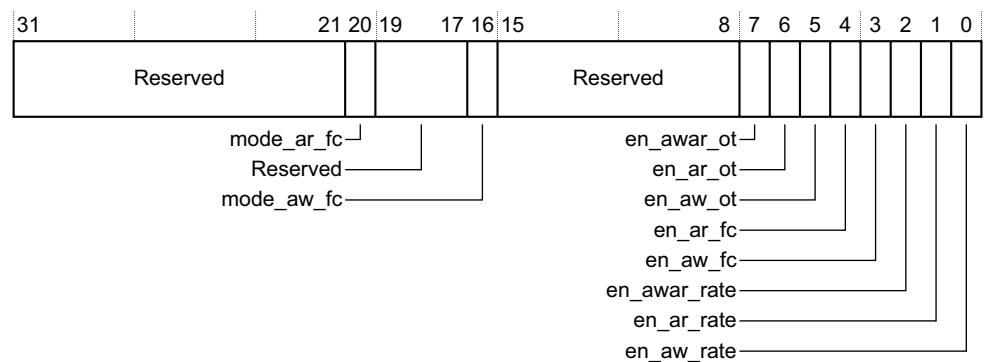 31 21 20 19 17 16 15 8 7 6 5 4 3 2 1 0
Reserved Reserved
mode_ar_fc en_awar_ot
Reserved en_ar_ot
mode_aw_fc en_aw_ot
en_ar_fc
en_aw_fc
en_awar_rate
en_ar_rate
en_aw_rate